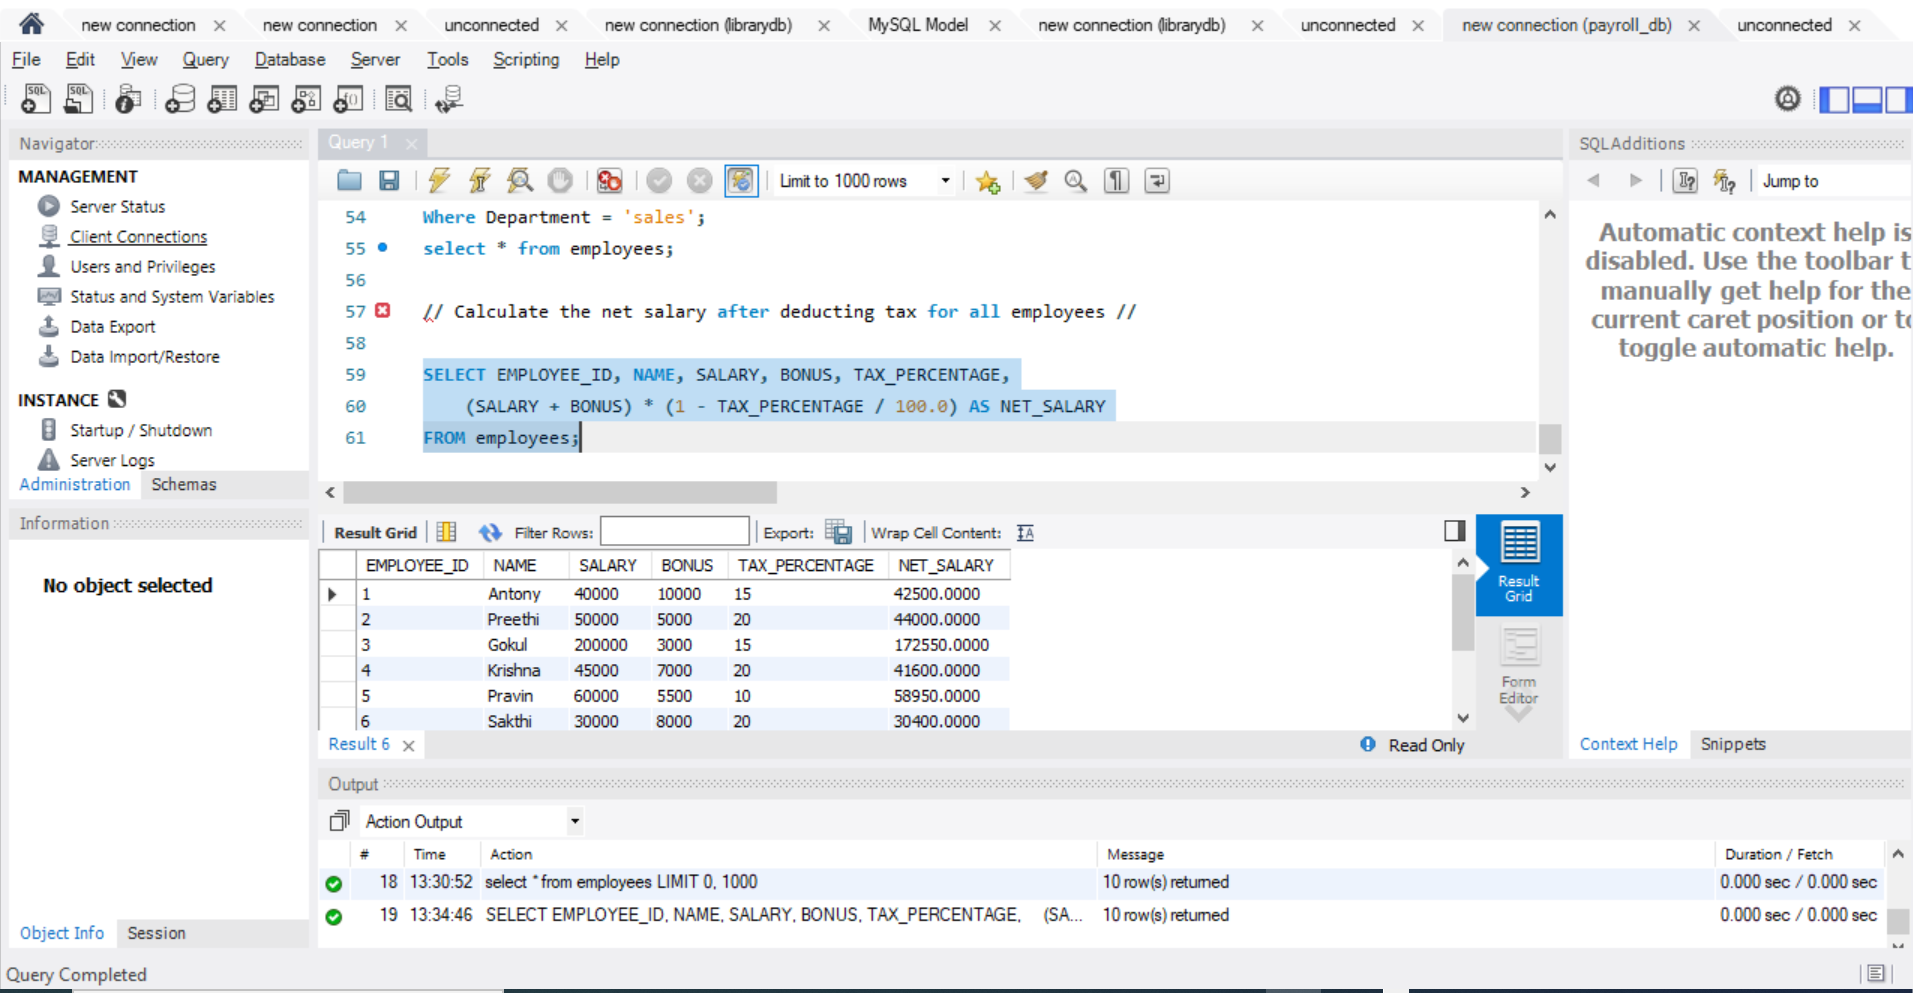 new connection new connection unconnected new connection (librarydb) MySQL Model new connection (librarydb) unconnected new connection (payroll_db) unconnected
File Edit View Query Database Server Tools Scripting Help
Navigator
MANAGEMENT
Server Status
Client Connections
Users and Privileges
Status and System Variables
Data Export
Data Import/Restore
INSTANCE
Startup / Shutdown
Server Logs
Administration Schemas
Information
No object selected
Object Info Session
Query 1
Limit to 1000 rows
54 Where Department = 'sales';
55 select * from employees;
56
57 // Calculate the net salary after deducting tax for all employees //
58
59 SELECT EMPLOYEE_ID, NAME, SALARY, BONUS, TAX_PERCENTAGE,
60 (SALARY + BONUS) * (1 - TAX_PERCENTAGE / 100.0) AS NET_SALARY
61 FROM employees;
Result Grid Filter Rows: Export: Wrap Cell Content:
EMPLOYEE_ID NAME SALARY BONUS TAX_PERCENTAGE NET_SALARY
1 Antony 40000 10000 15 42500.0000
2 Preethi 50000 5000 20 44000.0000
3 Gokul 200000 3000 15 172550.0000
4 Krishna 45000 7000 20 41600.0000
5 Pravin 60000 5500 10 58950.0000
6 Sakthi 30000 8000 20 30400.0000
Result
Grid
Form
Editor
Result 6 Read Only
SQLAdditions
Jump to
Automatic context help is
disabled. Use the toolbar t
manually get help for the
current caret position or to
toggle automatic help.
Context Help Snippets
Output
Action Output
# Time Action Message Duration / Fetch
18 13:30:52 select * from employees LIMIT 0, 1000 10 row(s) returned 0.000 sec / 0.000 sec
19 13:34:46 SELECT EMPLOYEE_ID, NAME, SALARY, BONUS, TAX_PERCENTAGE, (SA... 10 row(s) returned 0.000 sec / 0.000 sec
Query Completed